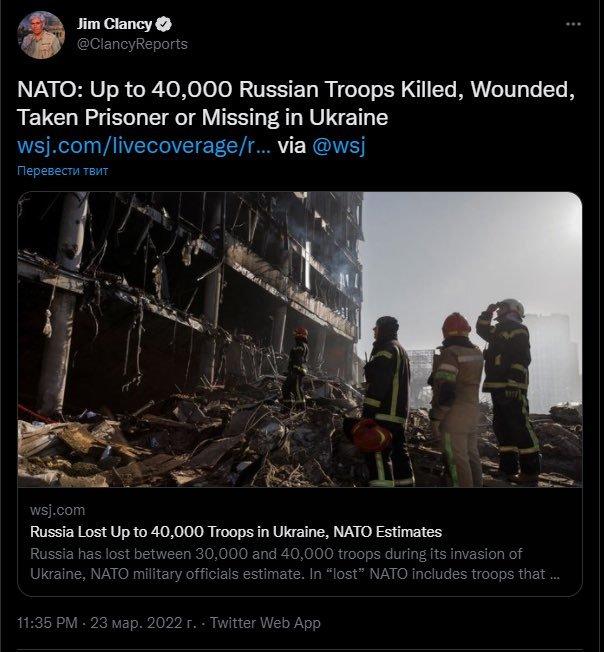 Jim Clancy
@ClancyReports
NATO: Up to 40,000 Russian Troops Killed, Wounded,
Taken Prisoner or Missing in Ukraine
wsj.com/livecoverage/r... via @wsj
Перевести твит
wsj.com
Russia Lost Up to 40,000 Troops in Ukraine, NATO Estimates
Russia has lost between 30,000 and 40,000 troops during its invasion of
Ukraine, NATO military officials estimate. In “lost” NATO includes troops that ...
11:35 PM · 23 мар. 2022 г. · Twitter Web App